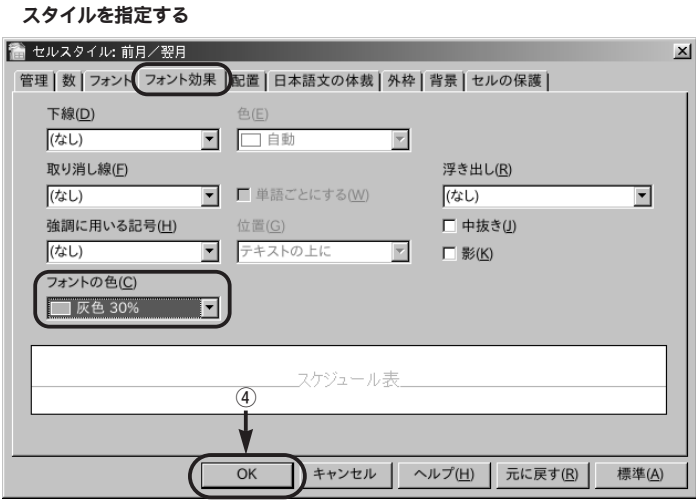 スタイルを指定する
セルスタイル: 前月／翌月
管理 数 フォント フォント効果 配置 日本語文の体裁 外枠 背景 セルの保護
下線(D) 色(E)
(なし) 自動
取り消し線(F) 浮き出し(R)
(なし) 単語ごとにする(W) (なし)
強調に用いる記号(H) 位置(G) 中抜き(J)
(なし) テキストの上に 影(K)
フォントの色(C)
灰色 30%
スケジュール表
④
OK キャンセル ヘルプ(H) 元に戻す(R) 標準(A)